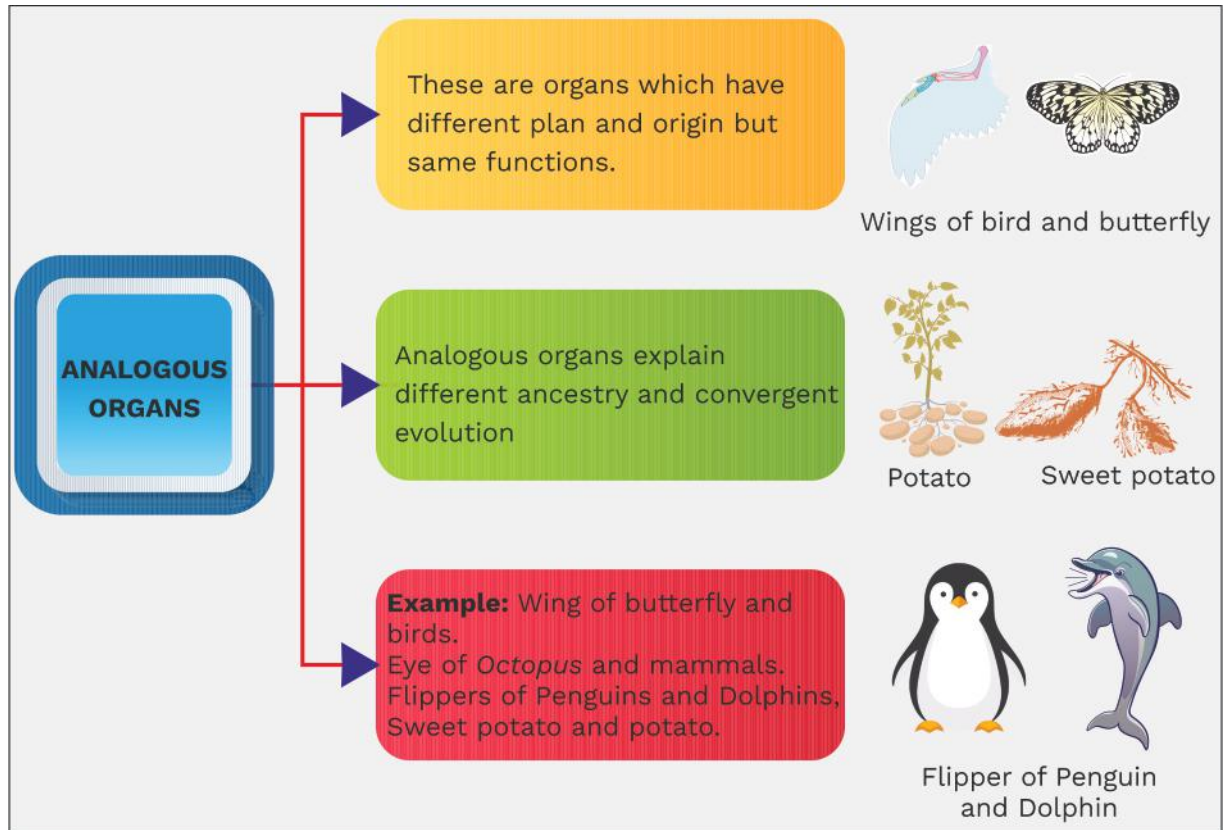 These are organs which have
different plan and origin but
same functions.
Wings of bird and butterfly
ANALOGOUS
ORGANS
Analogous organs explain
different ancestry and convergent
evolution
Potato
Sweet potato
Example: Wing of butterfly and
birds.
Eye of Octopus and mammals.
Flippers of Penguins and Dolphins,
Sweet potato and potato.
Flipper of Penguin
and Dolphin